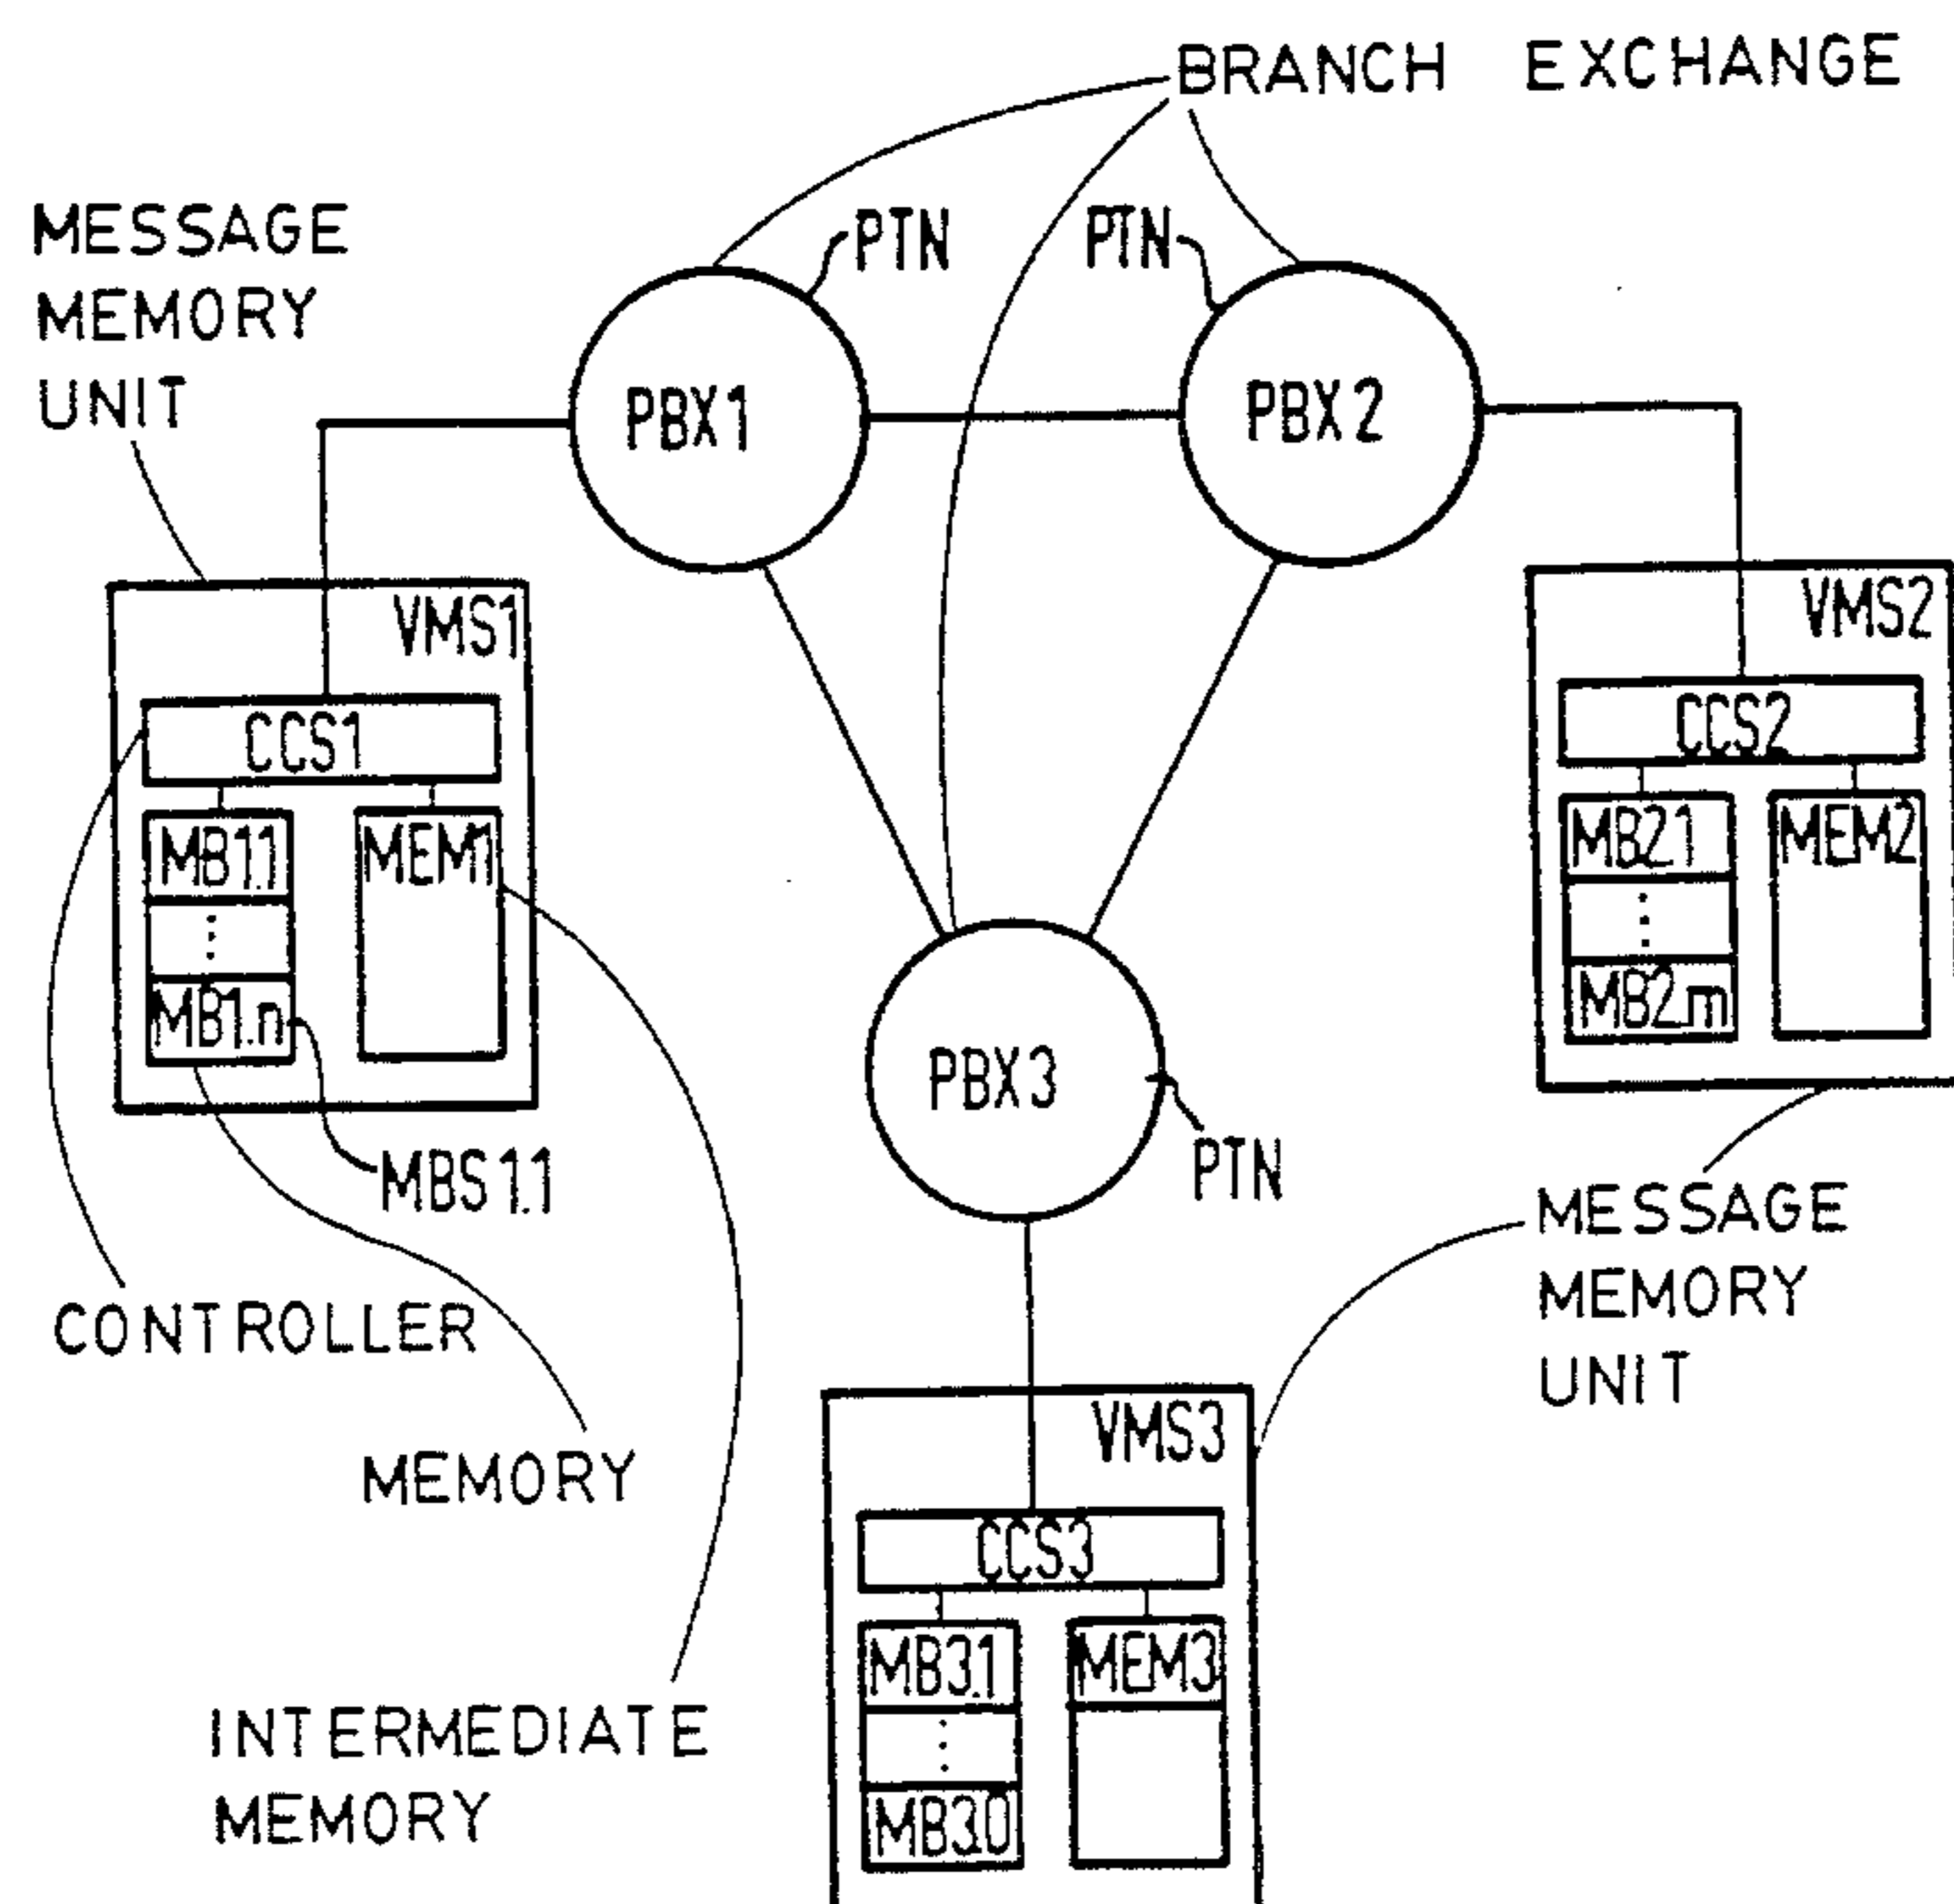 BRANCH EXCHANGE
MESSAGE
MEMORY
UNIT
PTN
PTN
PBX1
PBX2
VMS1
VMS2
CCS1
CCS2
MB1.1
MEM1
MB2.1
MEM2
MB1.n
MB2.m
PBX3
PTN
MBS1.1
MESSAGE
MEMORY
UNIT
CONTROLLER
VMS3
MEMORY
CCS3
MB3.1
MEM3
INTERMEDIATE
MEMORY
MB3.0